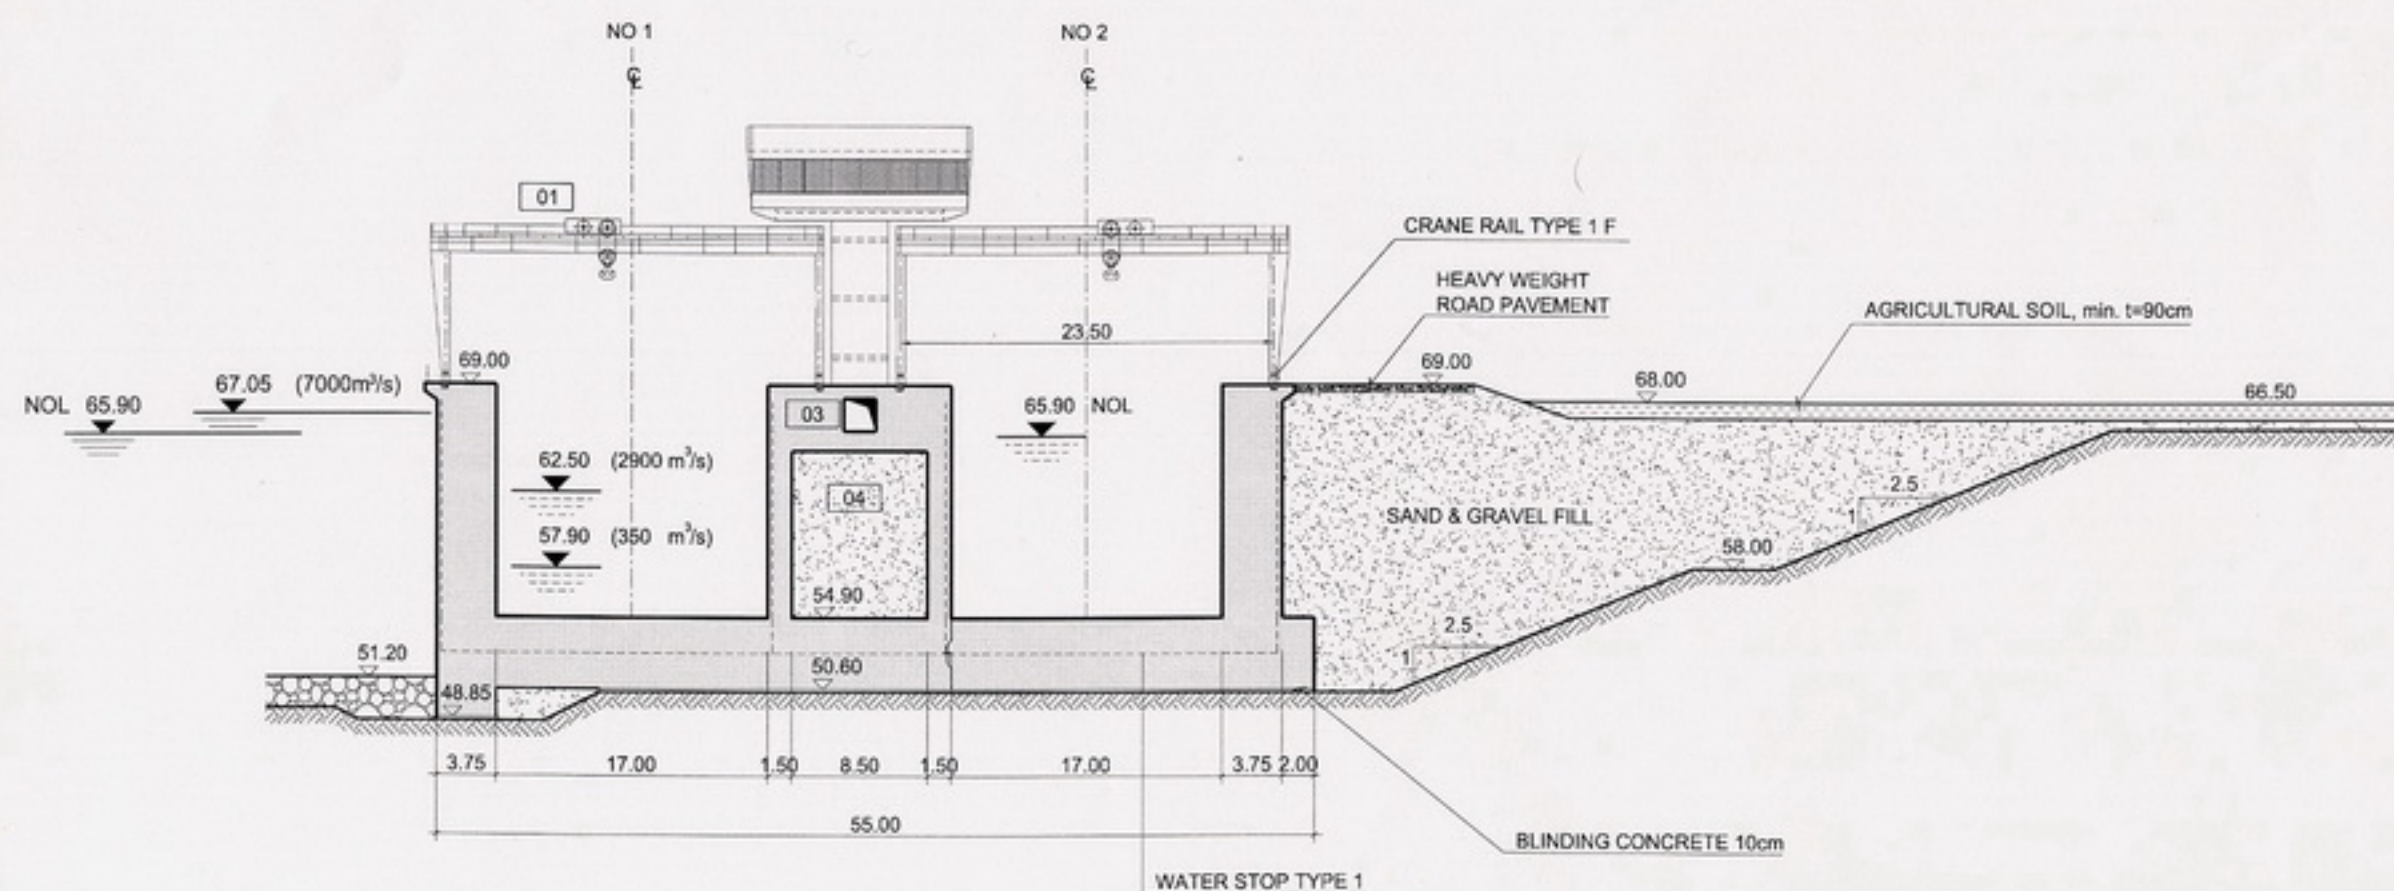 NO 1
NO 2
℄
℄
01
CRANE RAIL TYPE 1 F
HEAVY WEIGHT
ROAD PAVEMENT
AGRICULTURAL SOIL, min. t=90cm
23.50
69.00
69.00
68.00
66.50
67.05 (7000m³/s)
NOL 65.90
03
65.90 NOL
62.50 (2900 m³/s)
04
57.90 (350 m³/s)
SAND & GRAVEL FILL
2.5
1
58.00
54.90
2.5
1
51.20
50.60
48.85
3.75 17.00 1.50 8.50 1.50 17.00 3.75 2.00
55.00
BLINDING CONCRETE 10cm
WATER STOP TYPE 1